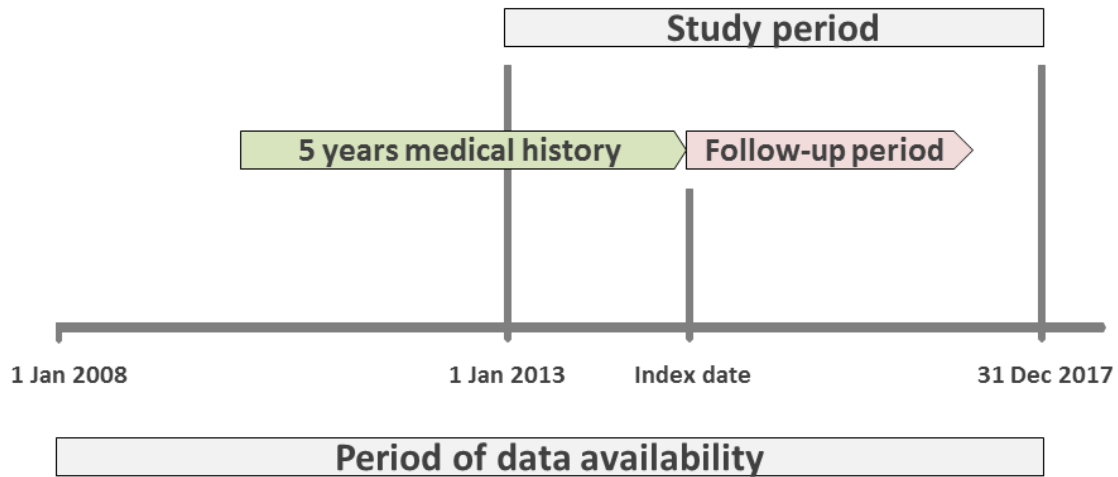 Study period
5 years medical history
Follow-up period
1 Jan 2008
1 Jan 2013
Index date
31 Dec 2017
Period of data availability